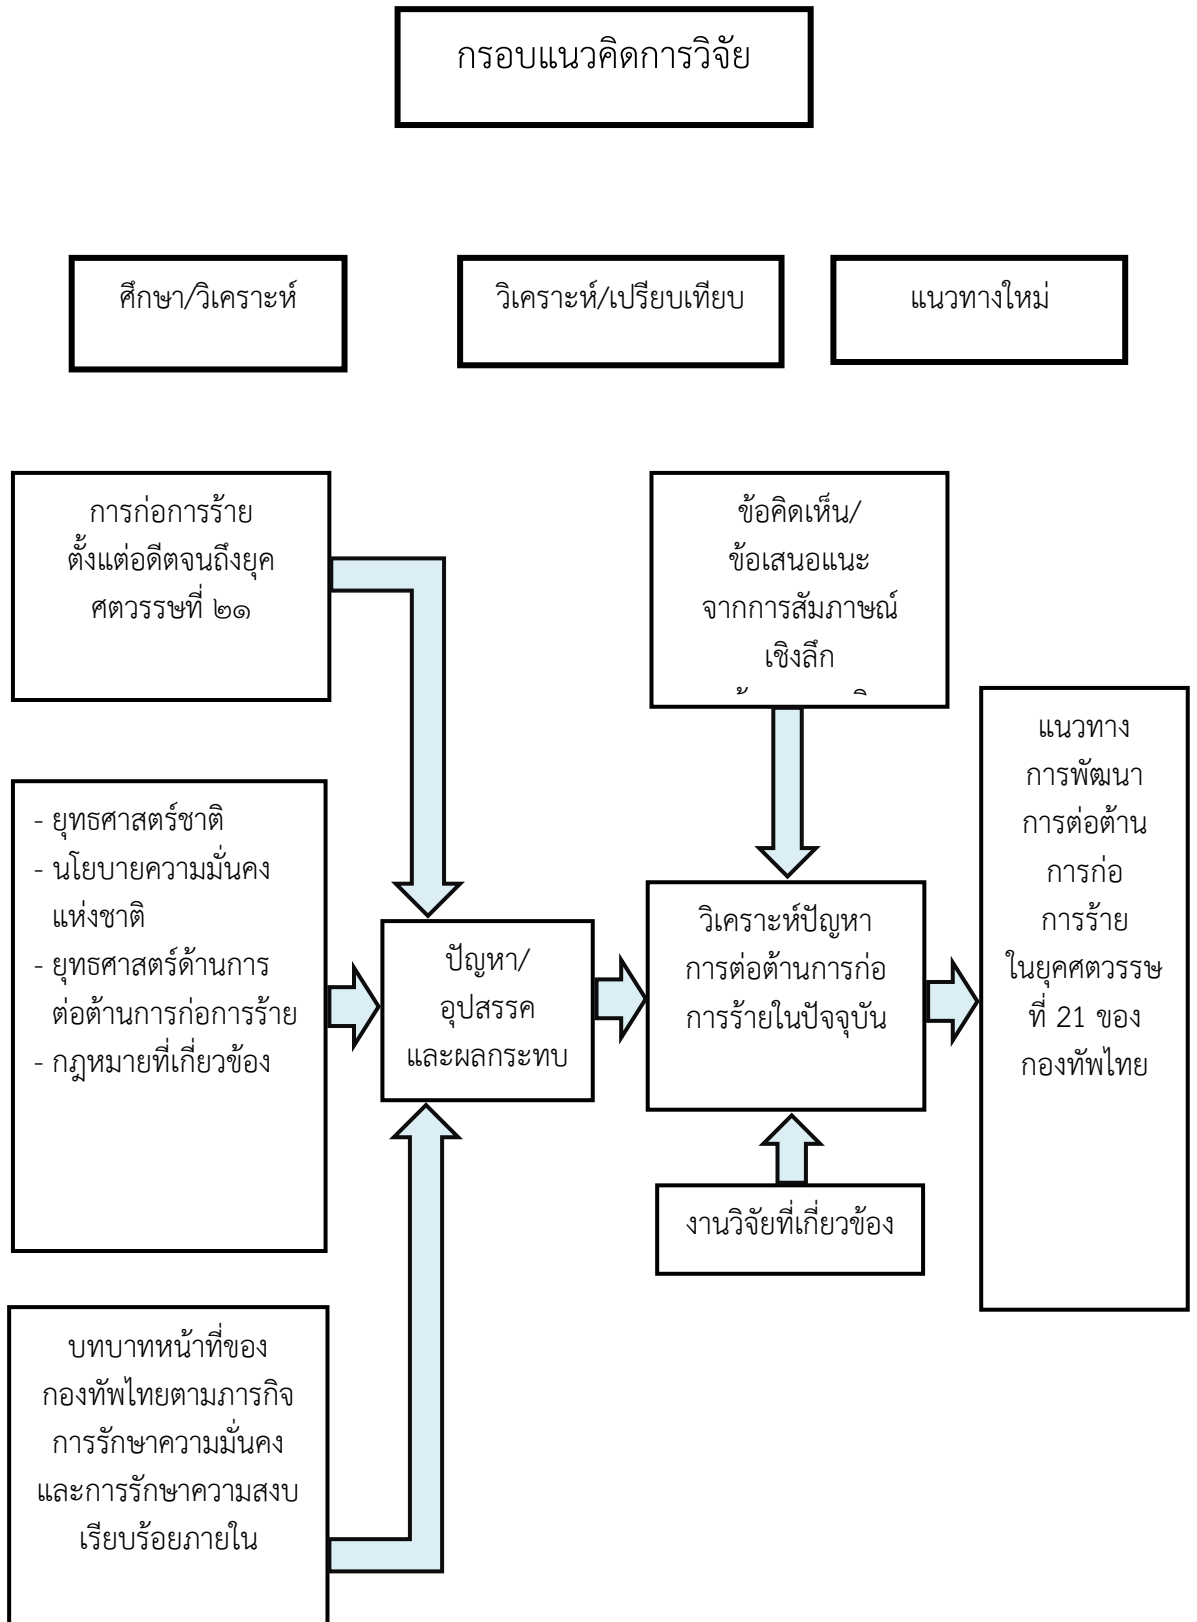 กรอบแนวคิดการวิจัย
ศึกษา/วิเคราะห์
วิเคราะห์/เปรียบเทียบ
แนวทางใหม่
การก่อการร้าย
ตั้งแต่อดีตจนถึงยุค
ศตวรรษที่ ๒๑
- ยุทธศาสตร์ชาติ
- นโยบายความมั่นคง
แห่งชาติ
- ยุทธศาสตร์ด้านการ
ต่อต้านการก่อการร้าย
- กฎหมายที่เกี่ยวข้อง
บทบาทหน้าที่ของ
กองทัพไทยตามภารกิจ
การรักษาความมั่นคง
และการรักษาความสงบ
เรียบร้อยภายใน
ปัญหา/
อุปสรรค
และผลกระทบ
ข้อคิดเห็น/
ข้อเสนอแนะ
จากการสัมภาษณ์
เชิงลึก
วิเคราะห์ปัญหา
การต่อต้านการก่อ
การร้ายในปัจจุบัน
งานวิจัยที่เกี่ยวข้อง
แนวทาง
การพัฒนา
การต่อต้าน
การก่อ
การร้าย
ในยุคศตวรรษ
ที่ 21 ของ
กองทัพไทย